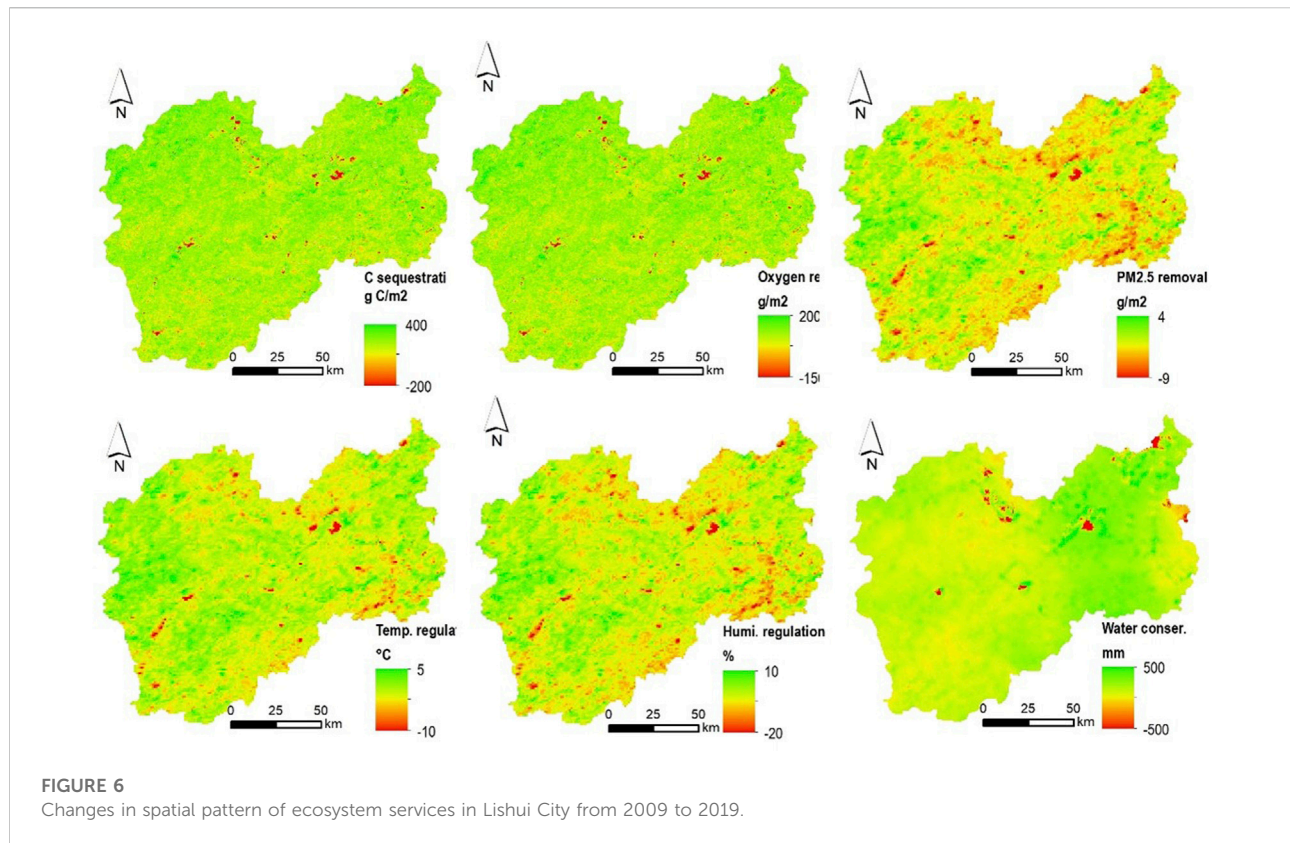 N
N
N
C sequestrati
g C/m2
400
-200
0 25 50
km
Oxygen re
g/m2
200
-150
0 25 50
km
PM2.5 removal
g/m2
4
-9
0 25 50
km
N
N
N
Temp. regula
°C
5
-10
0 25 50
km
Humi. regulation
%
10
-20
0 25 50
km
Water conser.
mm
500
-500
0 25 50
km
FIGURE 6
Changes in spatial pattern of ecosystem services in Lishui City from 2009 to 2019.